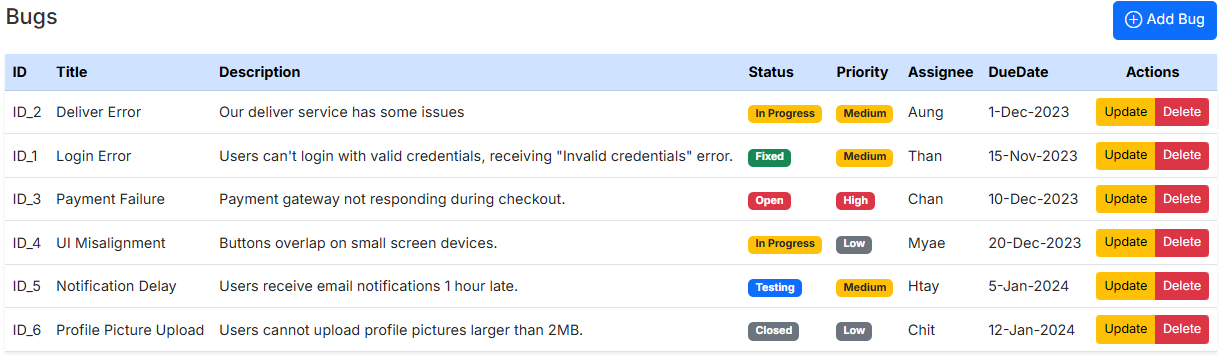 Bugs
Add Bug
ID Title Description Status Priority Assignee DueDate Actions
ID_2 Deliver Error Our deliver service has some issues In Progress Medium Aung 1-Dec-2023 Update Delete
ID_1 Login Error Users can't login with valid credentials, receiving "Invalid credentials" error. Fixed Medium Than 15-Nov-2023 Update Delete
ID_3 Payment Failure Payment gateway not responding during checkout. Open High Chan 10-Dec-2023 Update Delete
ID_4 UI Misalignment Buttons overlap on small screen devices. In Progress Low Myae 20-Dec-2023 Update Delete
ID_5 Notification Delay Users receive email notifications 1 hour late. Testing Medium Htay 5-Jan-2024 Update Delete
ID_6 Profile Picture Upload Users cannot upload profile pictures larger than 2MB. Closed Low Chit 12-Jan-2024 Update Delete